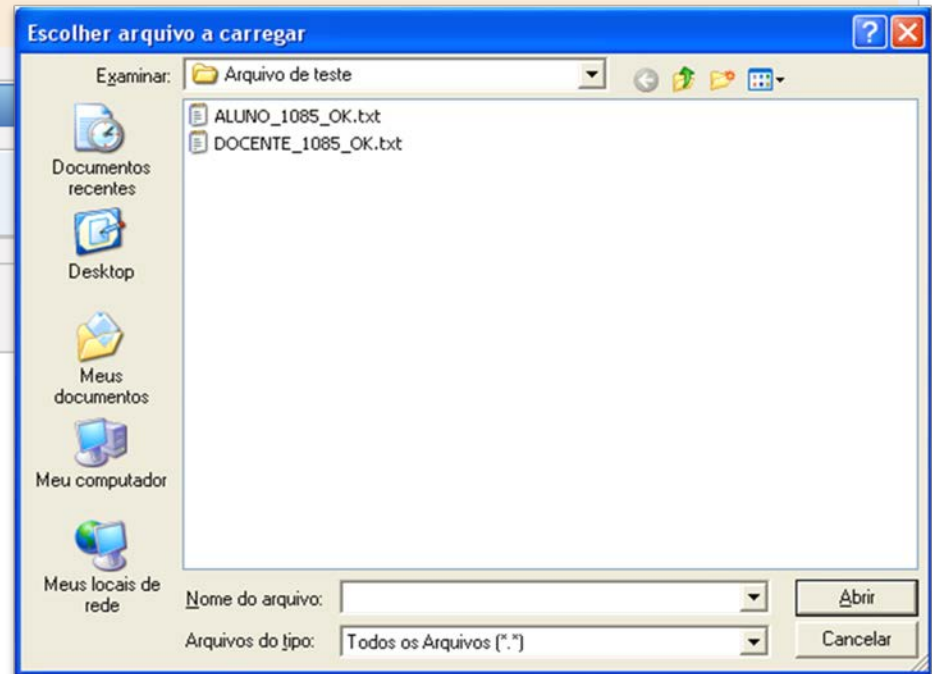 Escolher arquivo a carregar
Examinar:
Arquivo de teste
ALUNO_1085_OK.txt
DOCENTE_1085_OK.txt
Documentos
recentes
Desktop
Meus
documentos
Meu computador
Meus locais de
rede
Nome do arquivo:
Abrir
Arquivos do tipo:
Todos os Arquivos (*.*)
Cancelar